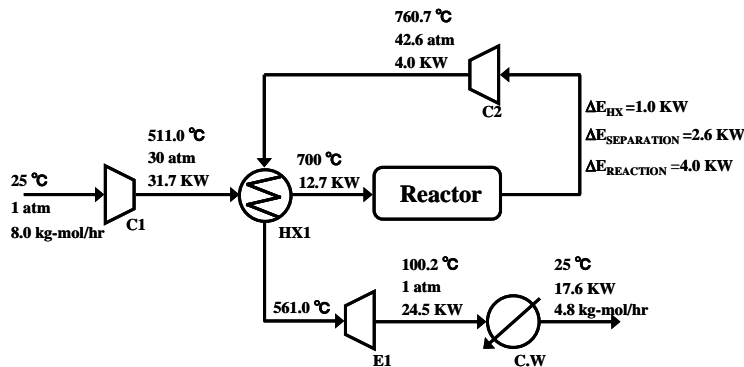 760.7 ℃
42.6 atm
4.0 KW
C2
ΔE_HX =1.0 KW
ΔE_SEPARATION =2.6 KW
ΔE_REACTION =4.0 KW
511.0 ℃
30 atm
31.7 KW
700 ℃
12.7 KW
25 ℃
1 atm
8.0 kg-mol/hr
C1
HX1
Reactor
561.0 ℃
E1
100.2 ℃
1 atm
24.5 KW
C.W
25 ℃
17.6 KW
4.8 kg-mol/hr